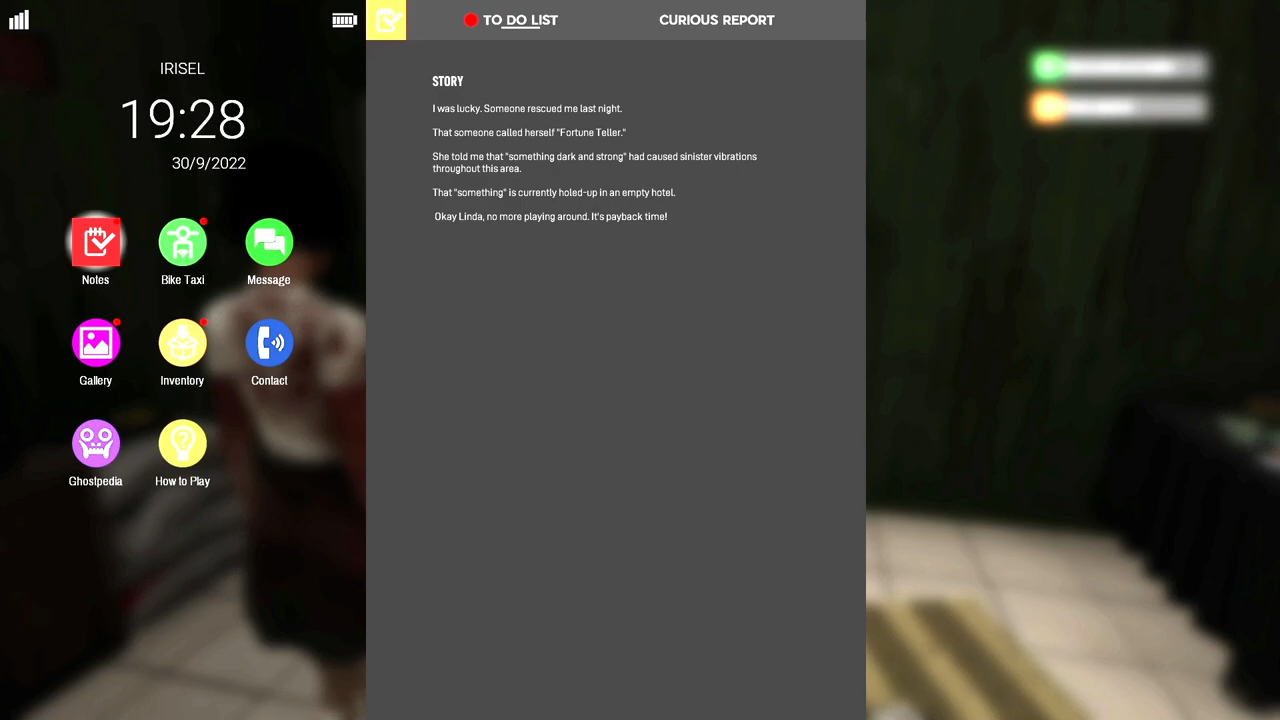 IRISEL
19:28
30/9/2022
Notes
Bike Taxi
Message
Gallery
Inventory
Contact
Ghostpedia
How to Play
TO DO LIST
CURIOUS REPORT
STORY
I was lucky. Someone rescued me last night.
That someone called herself "Fortune Teller."
She told me that "something dark and strong" had caused sinister vibrations
throughout this area.
That "something" is currently holed-up in an empty hotel.
Okay Linda, no more playing around. It's payback time!